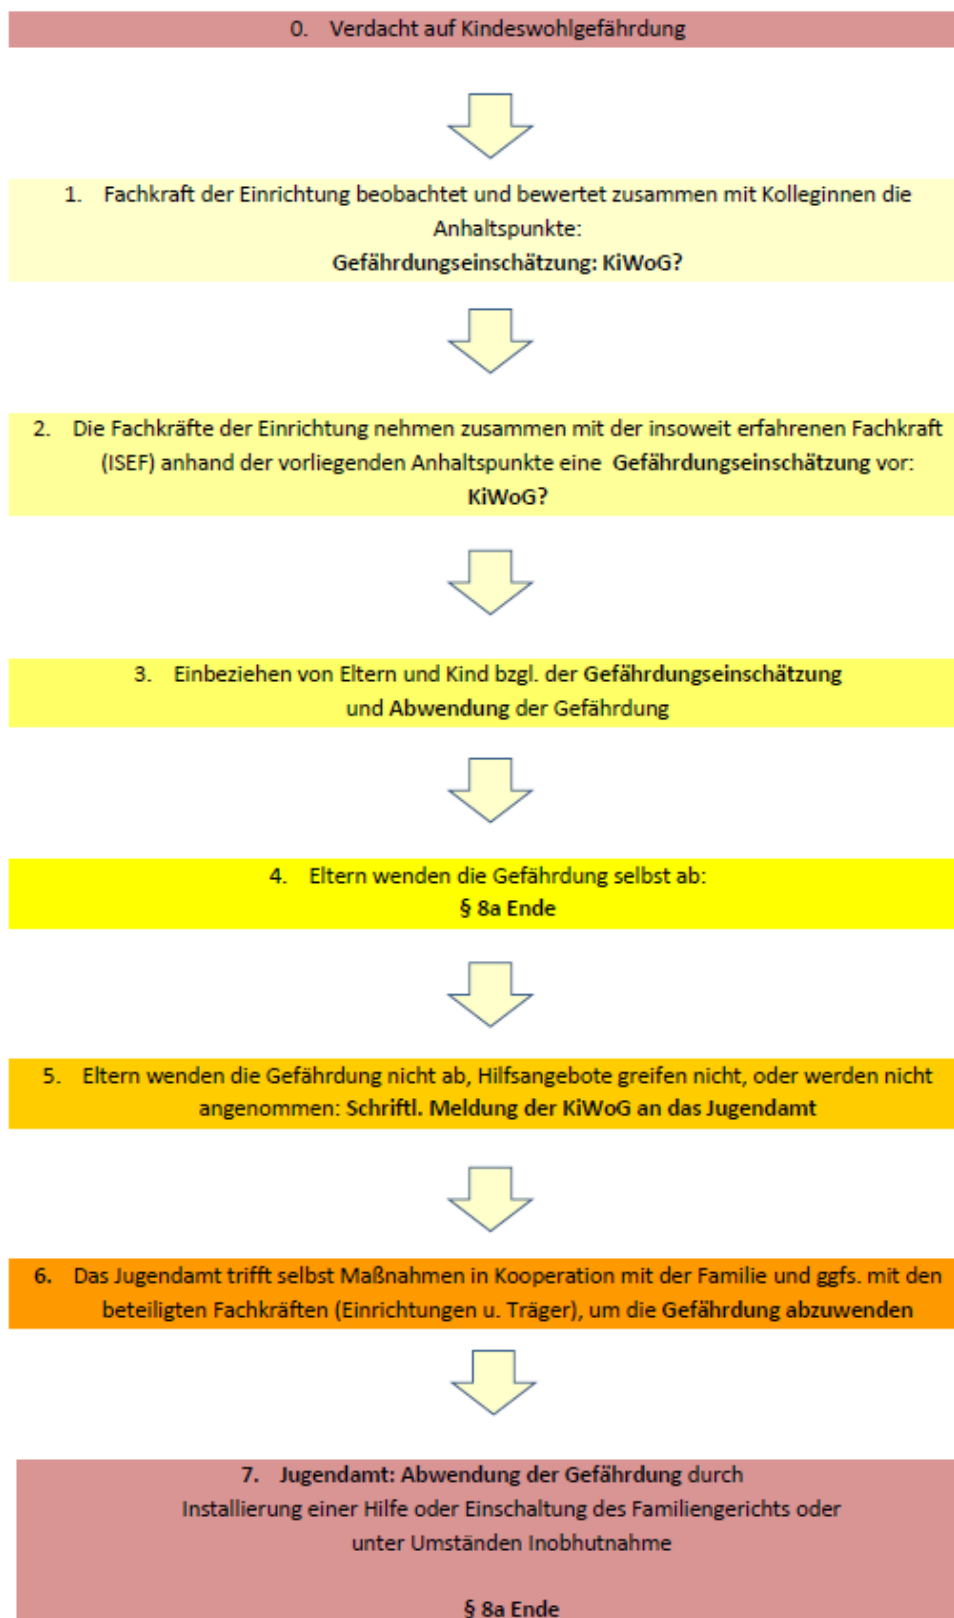 0. Verdacht auf Kindeswohlgefährdung
1. Fachkraft der Einrichtung beobachtet und bewertet zusammen mit Kolleginnen die
Anhaltspunkte:
Gefährdungseinschätzung: KiWoG?
2. Die Fachkräfte der Einrichtung nehmen zusammen mit der insoweit erfahrenen Fachkraft
(ISEF) anhand der vorliegenden Anhaltspunkte eine Gefährdungseinschätzung vor:
KiWoG?
3. Einbeziehen von Eltern und Kind bzgl. der Gefährdungseinschätzung
und Abwendung der Gefährdung
4. Eltern wenden die Gefährdung selbst ab:
§ 8a Ende
5. Eltern wenden die Gefährdung nicht ab, Hilfsangebote greifen nicht, oder werden nicht
angenommen: Schriftl. Meldung der KiWoG an das Jugendamt
6. Das Jugendamt trifft selbst Maßnahmen in Kooperation mit der Familie und ggfs. mit den
beteiligten Fachkräften (Einrichtungen u. Träger), um die Gefährdung abzuwenden
7. Jugendamt: Abwendung der Gefährdung durch
Installierung einer Hilfe oder Einschaltung des Familiengerichts oder
unter Umständen Inobhutnahme
§ 8a Ende